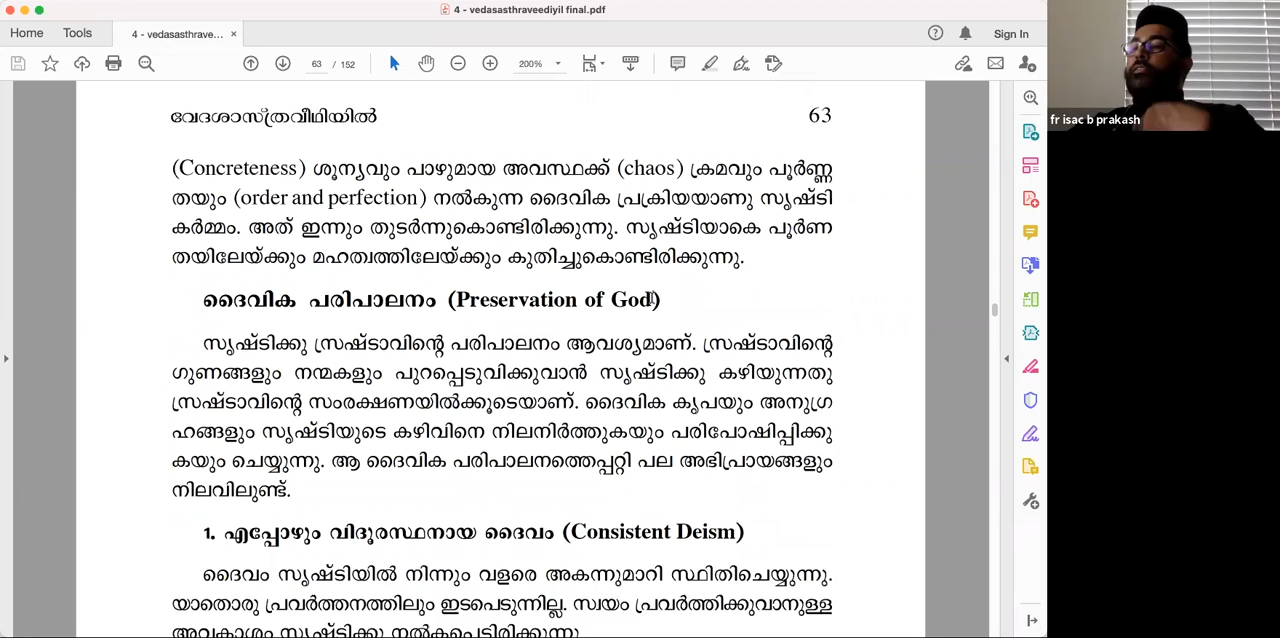 4 - vedasasthraveediyil final.pdf
Home Tools 4 - vedasasthrave... × Sign In
63 / 152 200%
fr isac b prakash
വേദശാസ്ത്രവീഥിയിൽ 63
(Concreteness) ശൂന്യവും പാഴുമായ അവസ്ഥക്ക് (chaos) ക്രമവും പൂർണ്ണ
തയും (order and perfection) നൽകുന്ന ദൈവിക പ്രക്രിയയാണു സൃഷ്ടി
കർമ്മം. അത് ഇന്നും തുടർന്നുകൊണ്ടിരിക്കുന്നു. സൃഷ്ടിയാകെ പൂർണ
തയിലേയ്ക്കും മഹത്വത്തിലേയ്ക്കും കുതിച്ചുകൊണ്ടിരിക്കുന്നു.
ദൈവിക പരിപാലനം (Preservation of God)
സൃഷ്ടിക്കു സ്രഷ്ടാവിന്റെ പരിപാലനം ആവശ്യമാണ്. സ്രഷ്ടാവിന്റെ
ഗുണങ്ങളും നന്മകളും പുറപ്പെടുവിക്കുവാൻ സൃഷ്ടിക്കു കഴിയുന്നതു
സ്രഷ്ടാവിന്റെ സംരക്ഷണയിൽക്കൂടെയാണ്. ദൈവിക കൃപയും അനുഗ്ര
ഹങ്ങളും സൃഷ്ടിയുടെ കഴിവിനെ നിലനിർത്തുകയും പരിപോഷിപ്പിക്കു
കയും ചെയ്യുന്നു. ആ ദൈവിക പരിപാലനത്തെപ്പറ്റി പല അഭിപ്രായങ്ങളും
നിലവിലുണ്ട്.
1. എപ്പോഴും വിദൂരസ്ഥനായ ദൈവം (Consistent Deism)
ദൈവം സൃഷ്ടിയിൽ നിന്നും വളരെ അകന്നുമാറി സ്ഥിതിചെയ്യുന്നു.
യാതൊരു പ്രവർത്തനത്തിലും ഇടപെടുന്നില്ല. സ്വയം പ്രവർത്തിക്കുവാനുള്ള
അവകാശം സൃഷ്ടിക്കു നൽകപ്പെട്ടിരിക്കുന്നു